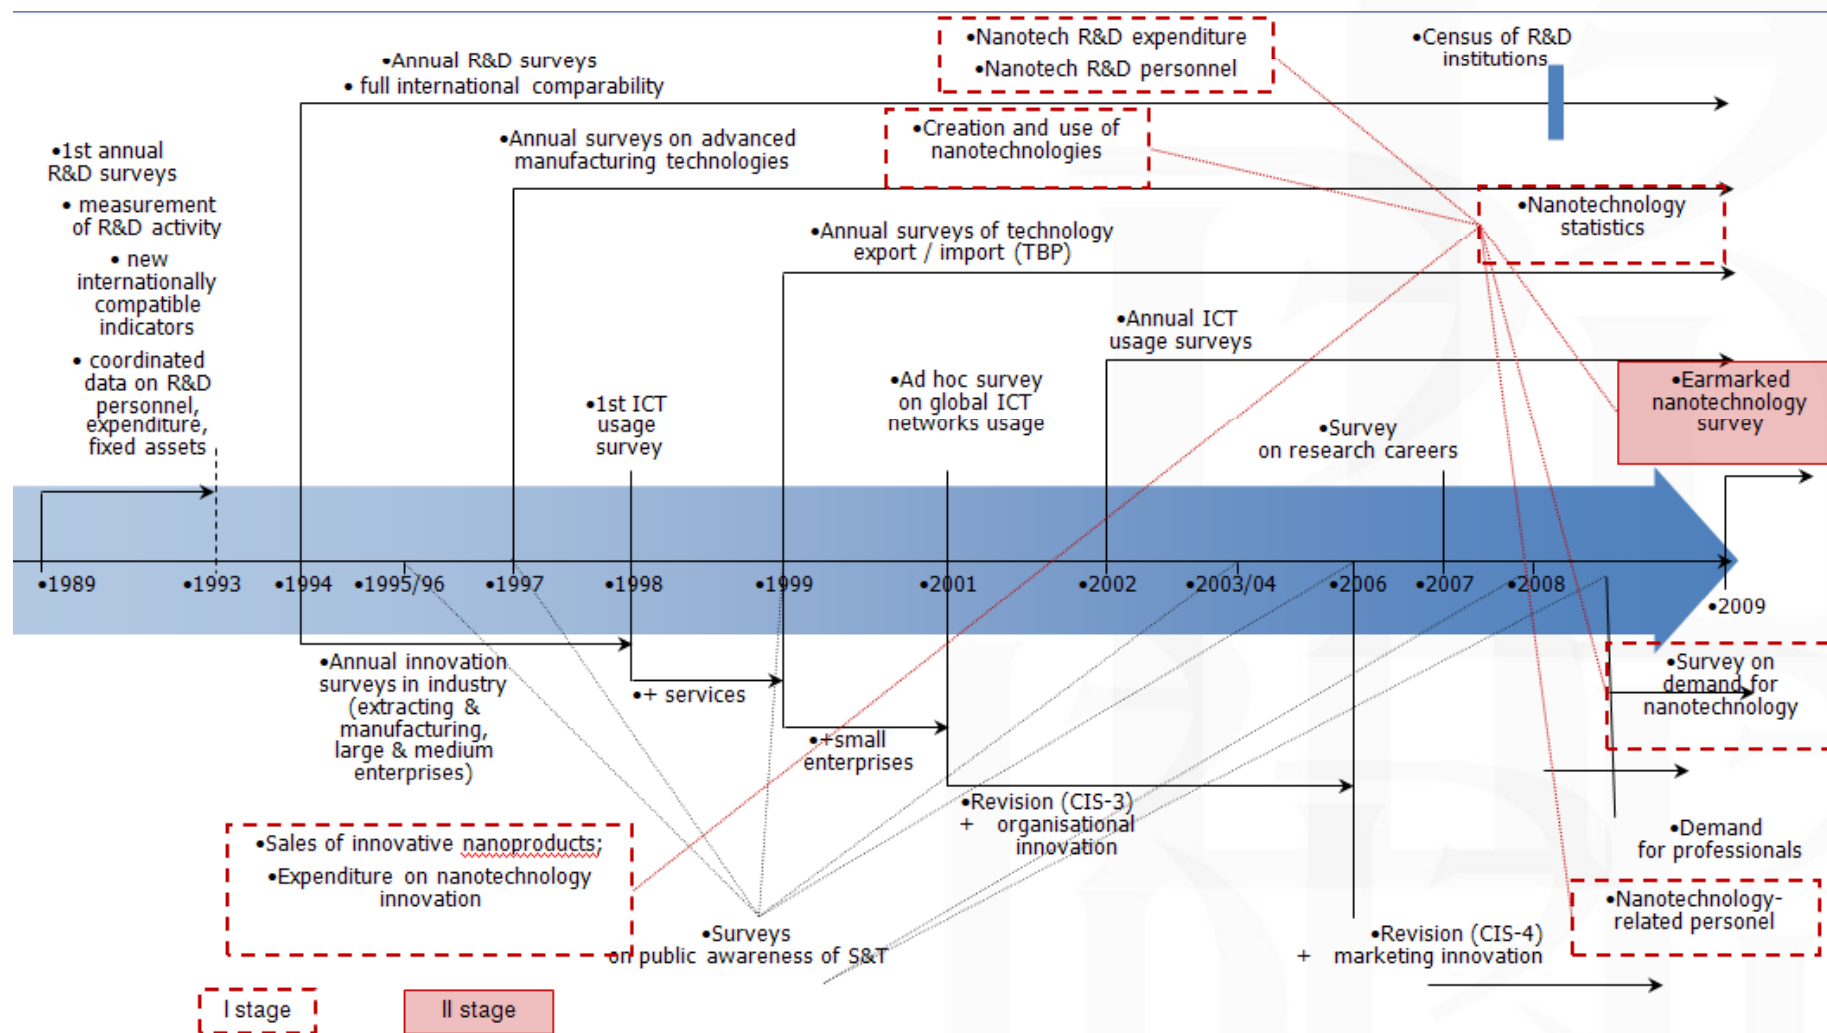 •Nanotech R&D expenditure
•Nanotech R&D personnel
•Census of R&D
institutions
•Annual R&D surveys
• full international comparability
•Annual surveys on advanced
manufacturing technologies
•Creation and use of
nanotechnologies
•1st annual
R&D surveys
• measurement
of R&D activity
• new
internationally
compatible
indicators
• coordinated
data on R&D
personnel,
expenditure,
fixed assets
•Nanotechnology
statistics
•Annual surveys of technology
export / import (TBP)
•Annual ICT
usage surveys
•1st ICT
usage
survey
•Ad hoc survey
on global ICT
networks usage
•Survey
on research careers
•Earmarked
nanotechnology
survey
•1989
•1993
•1994
•1995/96
•1997
•1998
•1999
•2001
•2002
•2003/04
•2006
•2007
•2008
•2009
•Annual innovation
surveys in industry
(extracting &
manufacturing,
large & medium
enterprises)
•+ services
•+small
enterprises
•Revision (CIS-3)
+ organisational
innovation
•Survey on
demand for
nanotechnology
•Demand
for professionals
•Sales of innovative nanoproducts;
•Expenditure on nanotechnology
innovation
•Surveys
on public awareness of S&T
•Revision (CIS-4)
+ marketing innovation
•Nanotechnology-
related personel
I stage
II stage